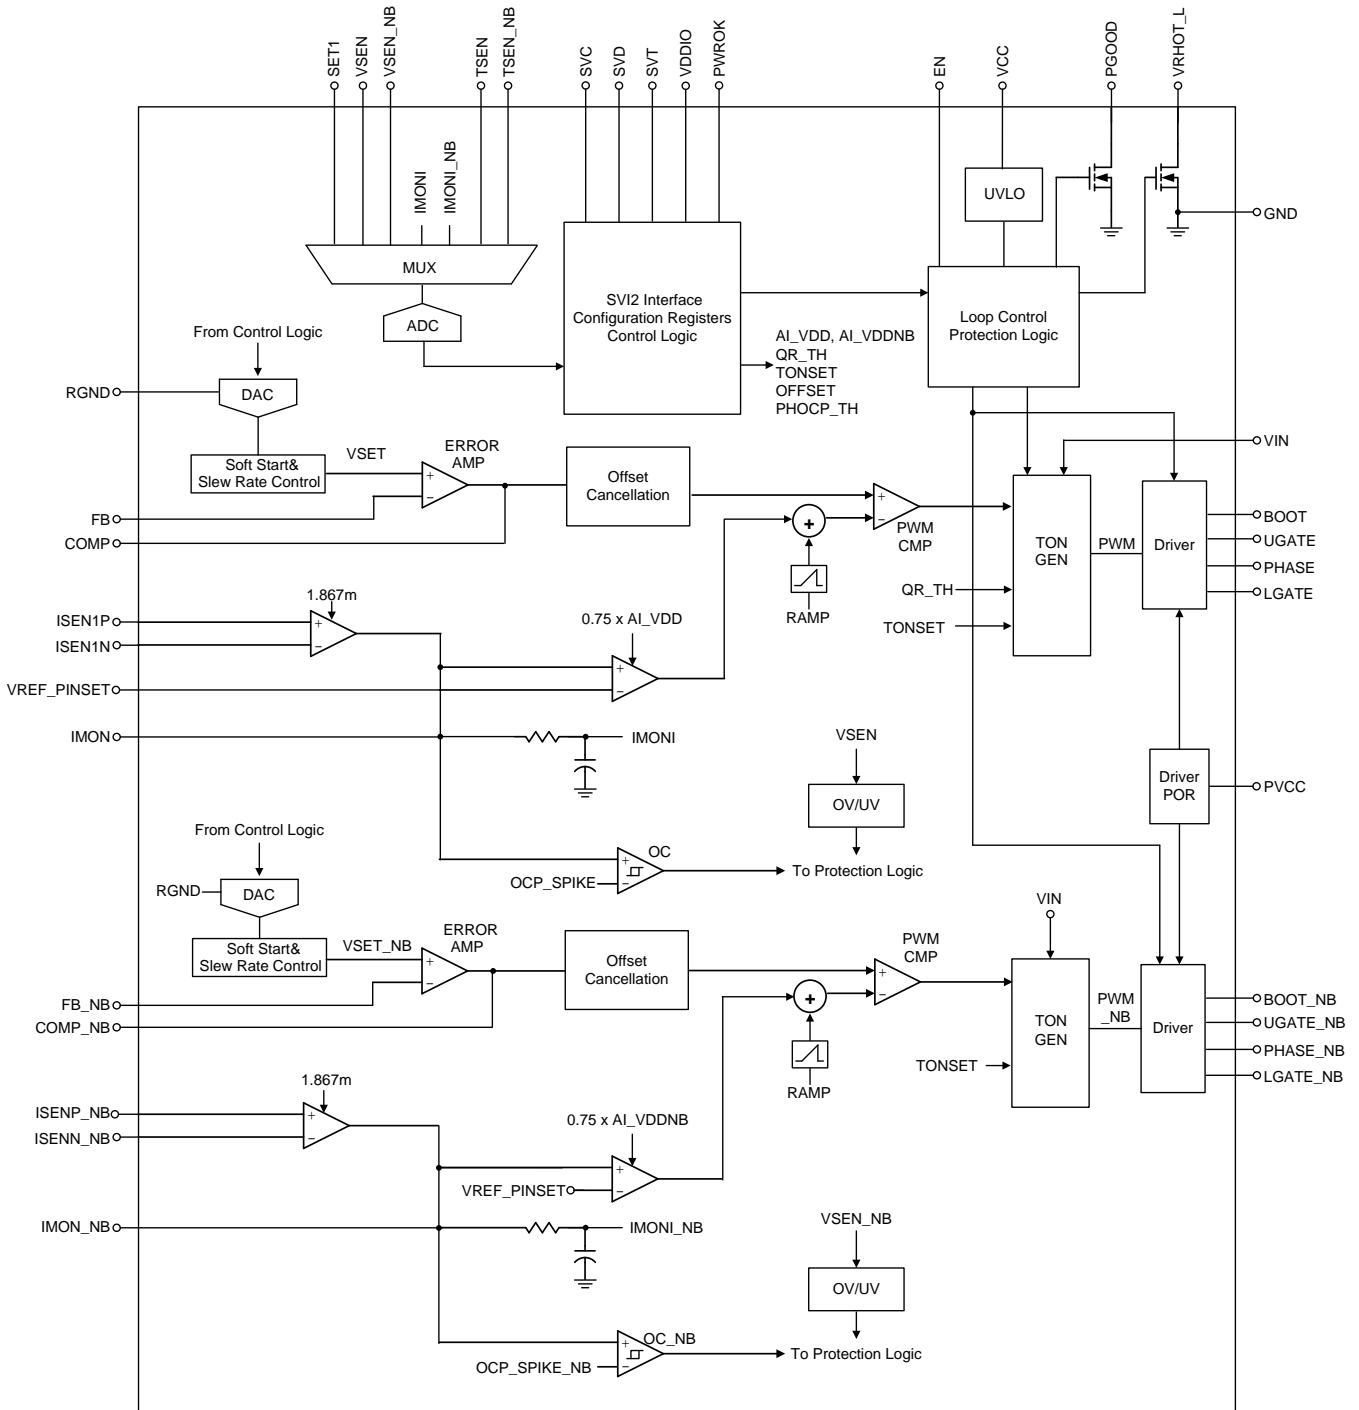 SET1
VSEN
VSEN_NB
TSEN
TSEN_NB
SVC
SVD
SVT
VDDIO
PWROK
EN
VCC
PGOOD
VRHOT_L
IMONI
IMONI_NB
UVLO
GND
MUX
ADC
SVI2 Interface
Configuration Registers
Control Logic
Loop Control
Protection Logic
From Control Logic
AI_VDD, AI_VDDNB
QR_TH
TONSET
OFFSET
PHOCP_TH
RGND
DAC
VIN
Soft Start&
Slew Rate Control
VSET
ERROR
AMP
Offset
Cancellation
+
−
+
−
FB
COMP
+
PWM
CMP
TON
GEN
PWM
Driver
BOOT
UGATE
PHASE
LGATE
RAMP
QR_TH
TONSET
1.867m
ISEN1P
ISEN1N
+
−
0.75 x AI_VDD
+
−
VREF_PINSET
IMON
IMONI
VSEN
OV/UV
Driver
POR
PVCC
From Control Logic
To Protection Logic
OC
+
−
OCP_SPIKE
RGND
DAC
VIN
Soft Start&
Slew Rate Control
VSET_NB
ERROR
AMP
+
−
Offset
Cancellation
PWM
CMP
+
−
FB_NB
COMP_NB
+
TON
GEN
PWM
_NB
Driver
BOOT_NB
UGATE_NB
PHASE_NB
LGATE_NB
RAMP
TONSET
1.867m
ISENP_NB
ISENN_NB
+
−
0.75 x AI_VDDNB
+
−
VREF_PINSET
IMON_NB
IMONI_NB
VSEN_NB
OV/UV
OC_NB
+
−
To Protection Logic
OCP_SPIKE_NB